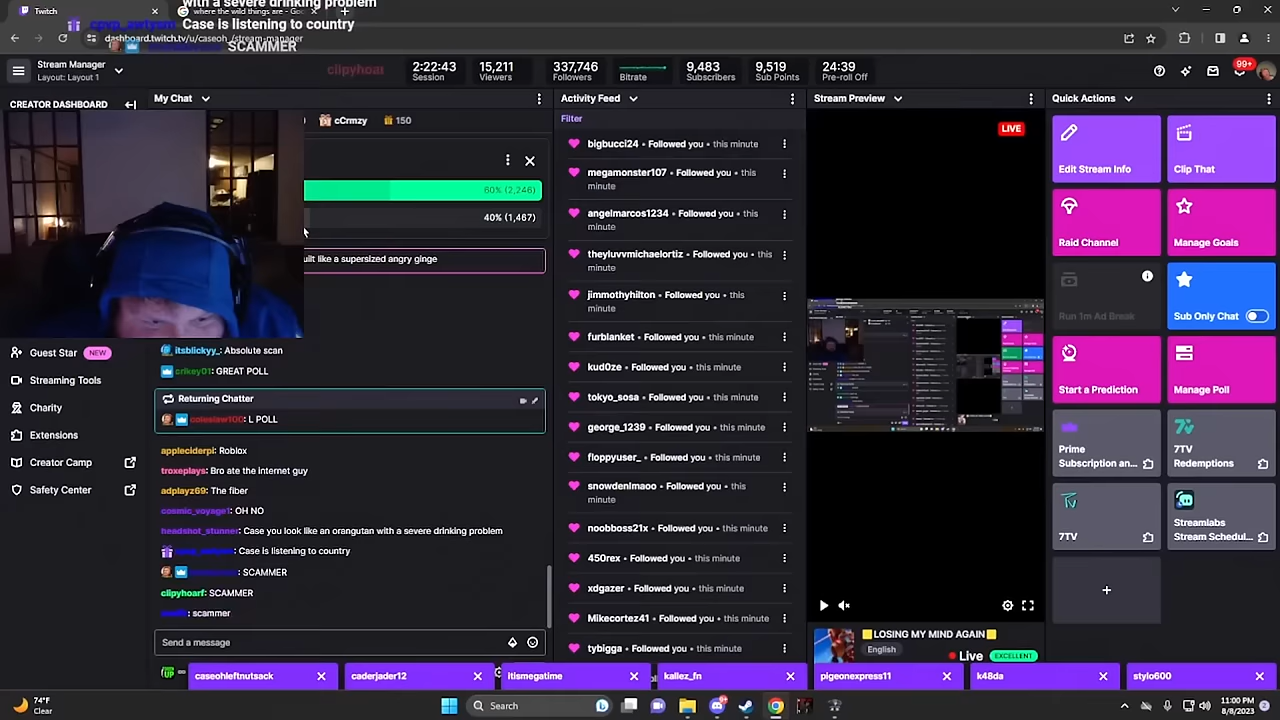 with a severe drinking problem
Twitch
where the wild things are - Goo
Case is listening to country
dashboard.twitch.tv/u/caseoh_/stream-manager
SCAMMER
Stream Manager
Layout: Layout 1
clipyhoarf
2:22:43
Session
15,211
Viewers
337,746
Followers
Bitrate
9,483
Subscribers
9,519
Sub Points
24:39
Pre-roll Off
99+
CREATOR DASHBOARD
My Chat
Activity Feed
Stream Preview
Quick Actions
cCrmzy
150
60% (2,246)
40% (1,467)
uilt like a supersized angry ginge
Guest Star NEW
Streaming Tools
Charity
Extensions
Creator Camp
Safety Center
itsblickyy_: Absolute scan
crikey01: GREAT POLL
Returning Chatter
coleslaw100: L POLL
appleciderpi: Roblox
troxeplays: Bro ate the internet guy
adplayz69: The fiber
cosmic_voyage1: OH NO
headshot_stunner: Case you look like an orangutan with a severe drinking problem
: Case is listening to country
: SCAMMER
clipyhoarf: SCAMMER
: scammer
Send a message
Filter
bigbucci24 • Followed you • this minute
megamonster107 • Followed you • this
minute
angelmarcos1234 • Followed you • this
minute
theyluvvmichaelortiz • Followed you • this
minute
jimmothyhilton • Followed you • this
minute
furblanket • Followed you • this minute
• Followed you • this minute
• Followed you • this minute
george_1239 • Followed you • this minute
floppyuser_ • Followed you • this minute
snowdenlmaoo • Followed you • this
minute
noobboss21x • Followed you • this minute
450rex • Followed you • this minute
xdgazer • Followed you • this minute
mikecortez41 • Followed you • this minute
tybigga • Followed you • this minute
LIVE
LOSING MY MIND AGAIN
English
Live EXCELLENT
Edit Stream Info
Clip That
Raid Channel
Manage Goals
Run 1m Ad Break
Sub Only Chat
Start a Prediction
Manage Poll
Prime
Subscription an...
7TV
Redemptions
7TV
Streamlabs
Stream Schedul...
caseohleftnutsack
caderjader12
itismegatime
kallez_fn
pigeonexpress11
k48da
stylo600
74°F
Clear
Search
11:00 PM
8/8/2023